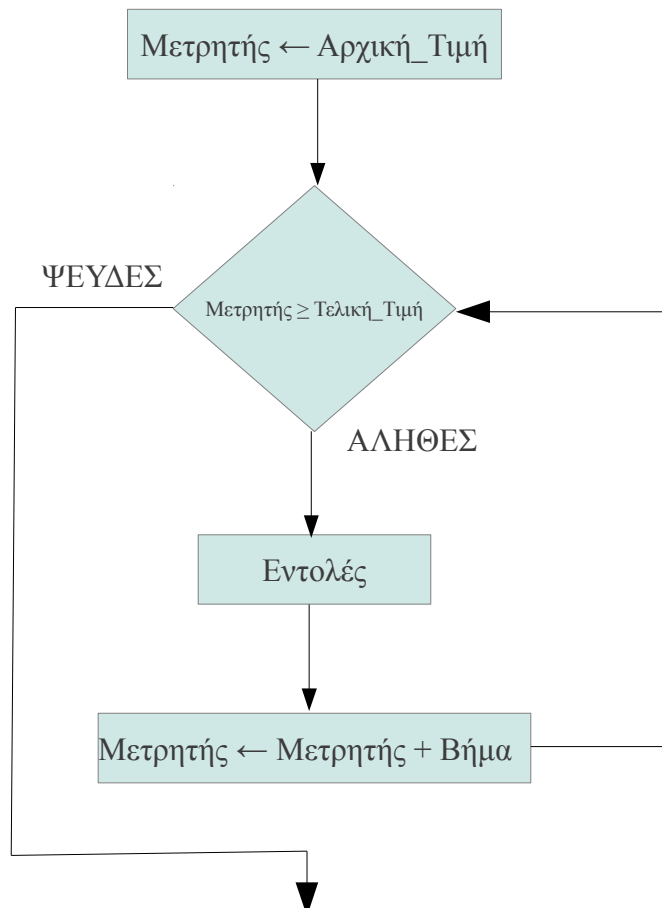 Μετρητής ← Αρχική_Τιμή
ΨΕΥΔΕΣ
Μετρητής ≥ Τελική_Τιμή
ΑΛΗΘΕΣ
Εντολές
Μετρητής ← Μετρητής + Βήμα